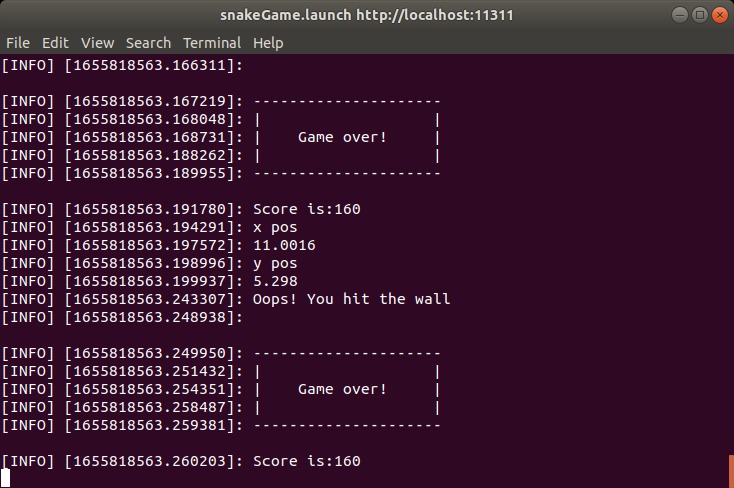 snakeGame.launch http://localhost:11311
File Edit View Search Terminal Help
[INFO] [1655818563.166311]:
[INFO] [1655818563.167219]: ---------------------
[INFO] [1655818563.168048]: |                   |
[INFO] [1655818563.168731]: |    Game over!     |
[INFO] [1655818563.188262]: |                   |
[INFO] [1655818563.189955]: ---------------------
[INFO] [1655818563.191780]: Score is:160
[INFO] [1655818563.194291]: x pos
[INFO] [1655818563.197572]: 11.0016
[INFO] [1655818563.198996]: y pos
[INFO] [1655818563.199937]: 5.298
[INFO] [1655818563.243307]: Oops! You hit the wall
[INFO] [1655818563.248938]:
[INFO] [1655818563.249950]: ---------------------
[INFO] [1655818563.251432]: |                   |
[INFO] [1655818563.254351]: |    Game over!     |
[INFO] [1655818563.258487]: |                   |
[INFO] [1655818563.259381]: ---------------------
[INFO] [1655818563.260203]: Score is:160